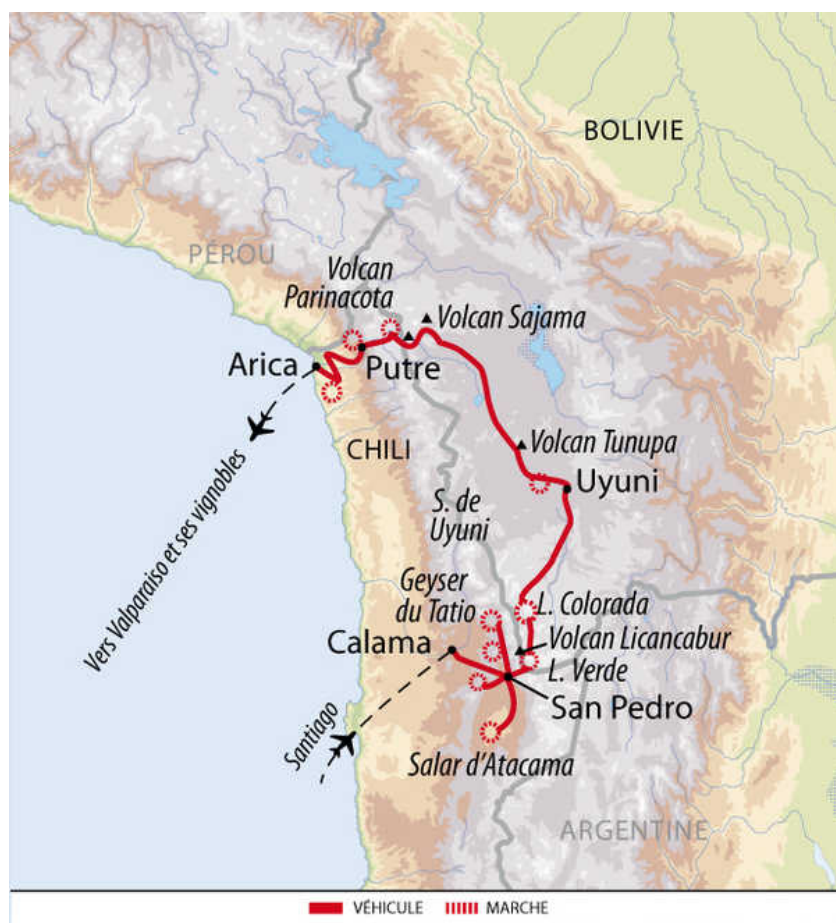 BOLIVIE
PÉROU
Volcan
Parinacota
Volcan Sajama
Arica
Putre
CHILI
Volcan Tunupa
Uyuni
S. de
Uyuni
Vers Valparaiso et ses vignobles
Geyser
du Tatio
L. Colorada
Calama
Volcan Licancabur
L. Verde
San Pedro
Santiago
Salar d'Atacama
ARGENTINE
VÉHICULE
MARCHE